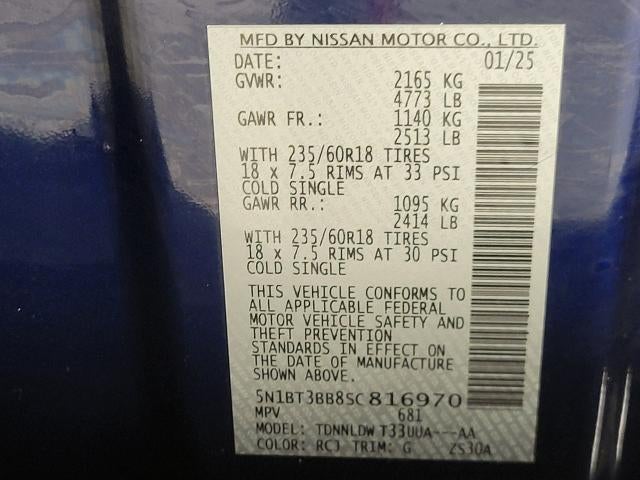 MFD BY NISSAN MOTOR CO., LTD.
DATE: 01/25
GVWR: 2165 KG
4773 LB
GAWR FR.: 1140 KG
2513 LB
WITH 235/60R18 TIRES
18 x 7.5 RIMS AT 33 PSI
COLD SINGLE
GAWR RR.: 1095 KG
2414 LB
WITH 235/60R18 TIRES
18 x 7.5 RIMS AT 30 PSI
COLD SINGLE
THIS VEHICLE CONFORMS TO
ALL APPLICABLE FEDERAL
MOTOR VEHICLE SAFETY AND
THEFT PREVENTION
STANDARDS IN EFFECT ON
THE DATE OF MANUFACTURE
SHOWN ABOVE.
5N1BT3BB8SC816970
MPV 681
MODEL: TDNNLDW T33UUA---AA
COLOR: RCJ TRIM: G ZS30A